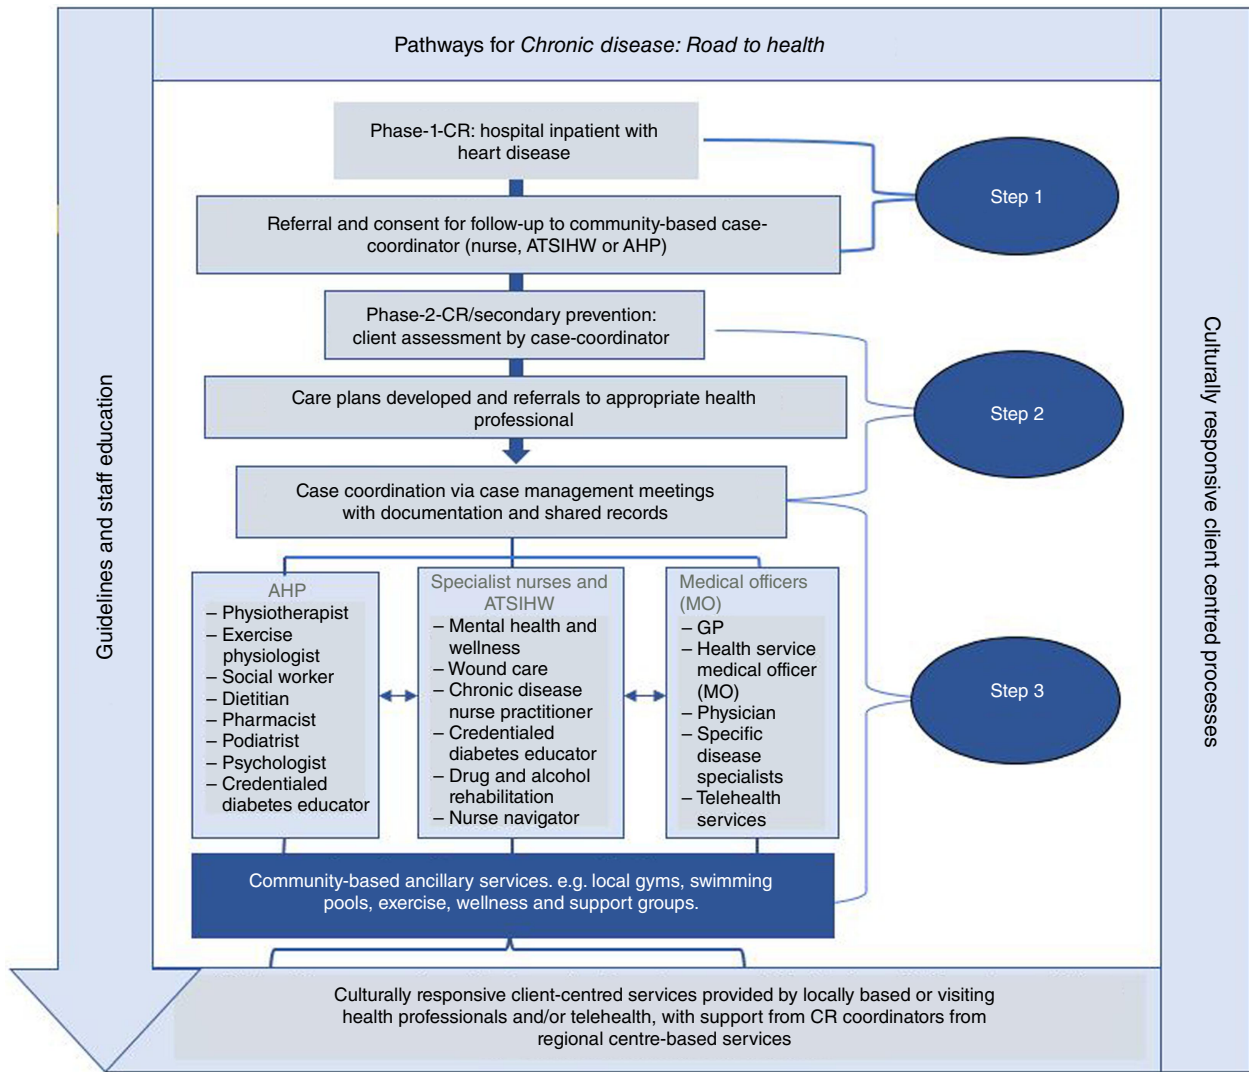 Pathways for Chronic disease: Road to health
Guidelines and staff education
Culturally responsive client centred processes
Phase-1-CR: hospital inpatient with
heart disease
Step 1
Referral and consent for follow-up to community-based case-
coordinator (nurse, ATSIHW or AHP)
Phase-2-CR/secondary prevention:
client assessment by case-coordinator
Care plans developed and referrals to appropriate health
professional
Step 2
Case coordination via case management meetings
with documentation and shared records
AHP
– Physiotherapist
– Exercise
physiologist
– Social worker
– Dietitian
– Pharmacist
– Podiatrist
– Psychologist
– Credentialed
diabetes educator
Specialist nurses and
ATSIHW
– Mental health and
wellness
– Wound care
– Chronic disease
nurse practitioner
– Credentialed
diabetes educator
– Drug and alcohol
rehabilitation
– Nurse navigator
Medical officers
(MO)
– GP
– Health service
medical officer
(MO)
– Physician
– Specific
disease
specialists
– Telehealth
services
Step 3
Community-based ancillary services. e.g. local gyms, swimming
pools, exercise, wellness and support groups.
Culturally responsive client-centred services provided by locally based or visiting
health professionals and/or telehealth, with support from CR coordinators from
regional centre-based services